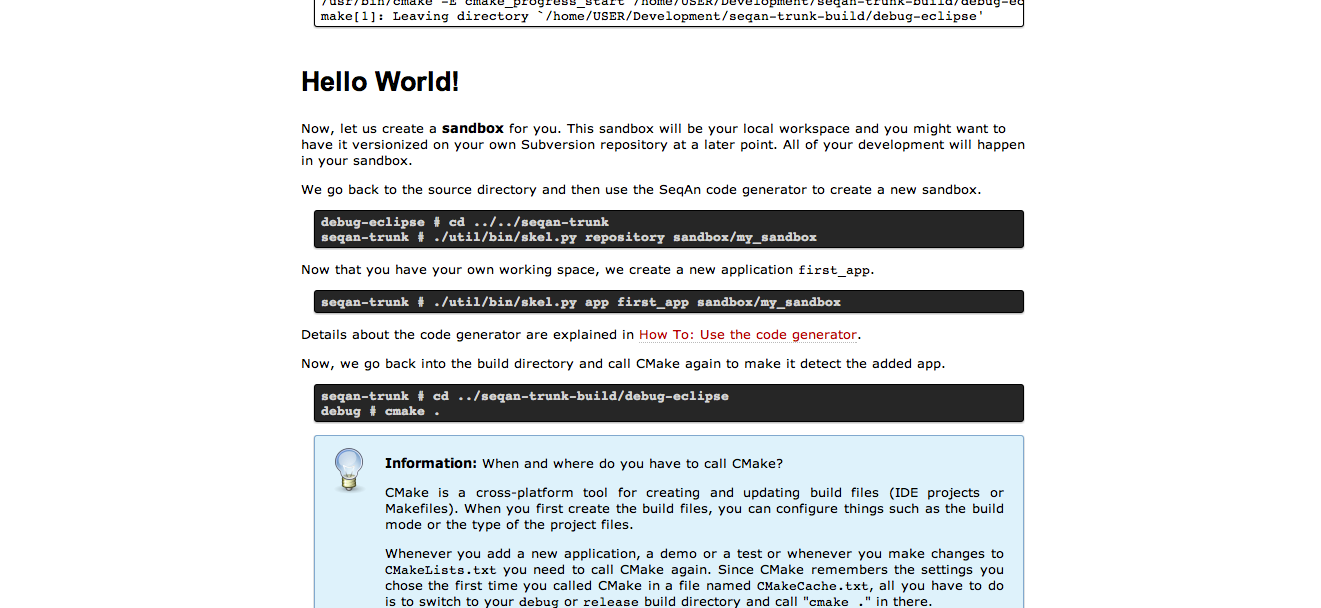 /usr/bin/cmake -E cmake_progress_start /home/USER/Development/seqan-trunk-build/debug-ec
make[1]: Leaving directory `/home/USER/Development/seqan-trunk-build/debug-eclipse'
Hello World!
Now, let us create a sandbox for you. This sandbox will be your local workspace and you might want to
have it versionized on your own Subversion repository at a later point. All of your development will happen
in your sandbox.
We go back to the source directory and then use the SeqAn code generator to create a new sandbox.
debug-eclipse # cd ../../seqan-trunk
seqan-trunk # ./util/bin/skel.py repository sandbox/my_sandbox
Now that you have your own working space, we create a new application first_app.
seqan-trunk # ./util/bin/skel.py app first_app sandbox/my_sandbox
Details about the code generator are explained in How To: Use the code generator.
Now, we go back into the build directory and call CMake again to make it detect the added app.
seqan-trunk # cd ../seqan-trunk-build/debug-eclipse
debug # cmake .
Information: When and where do you have to call CMake?
CMake is a cross-platform tool for creating and updating build files (IDE projects or
Makefiles). When you first create the build files, you can configure things such as the build
mode or the type of the project files.
Whenever you add a new application, a demo or a test or whenever you make changes to
CMakeLists.txt you need to call CMake again. Since CMake remembers the settings you
chose the first time you called CMake in a file named CMakeCache.txt, all you have to do
is to switch to your debug or release build directory and call "cmake ." in there.